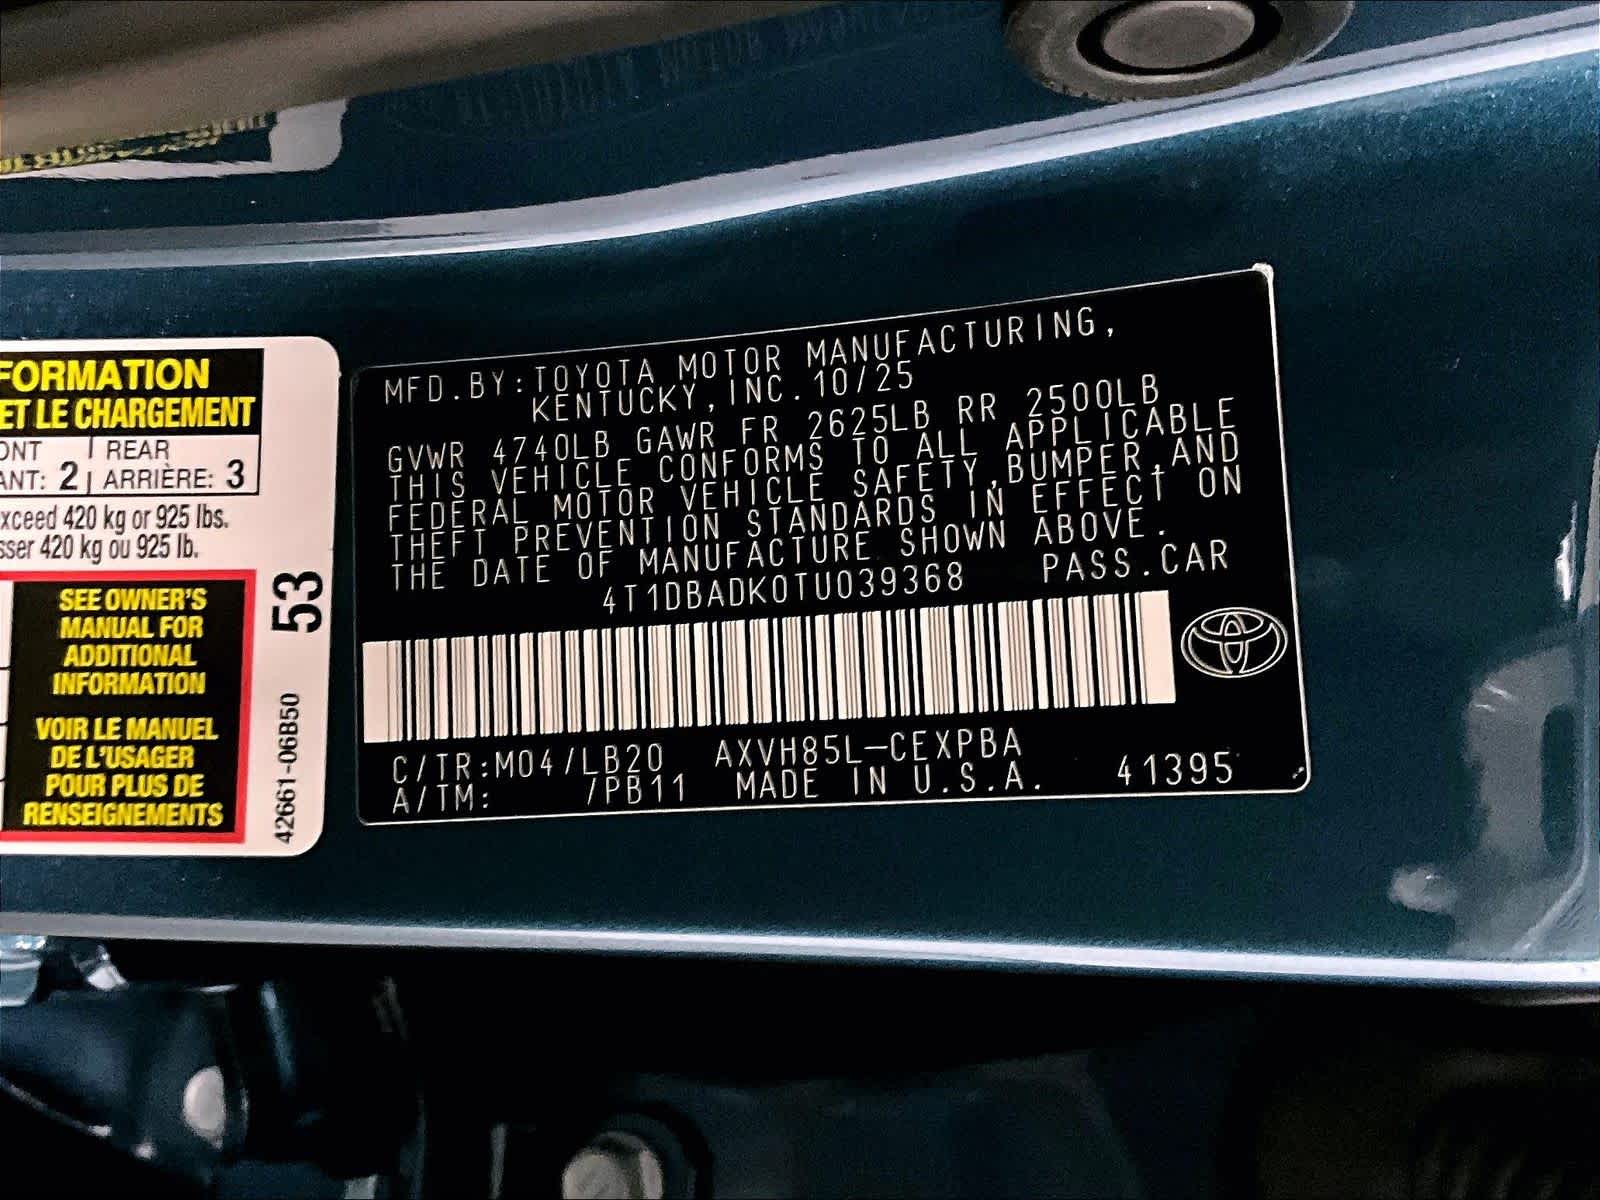 FORMATION
ET LE CHARGEMENT
ONT REAR
ANT: 2 ARRIÈRE: 3
xceed 420 kg or 925 lbs.
sser 420 kg ou 925 lb.
SEE OWNER'S
MANUAL FOR
ADDITIONAL
INFORMATION
VOIR LE MANUEL
DE L'USAGER
POUR PLUS DE
RENSEIGNEMENTS
53
42661-06B50
MFD.BY:TOYOTA MOTOR MANUFACTURING,
KENTUCKY,INC.10/25
GVWR 4740LB GAWR FR 2625LB RR 2500LB
THIS VEHICLE CONFORMS TO ALL APPLICABLE
FEDERAL MOTOR VEHICLE SAFETY,BUMPER,AND
THEFT PREVENTION STANDARDS IN EFFECT ON
THE DATE OF MANUFACTURE SHOWN ABOVE.
4T1DBADK0TU039368 PASS.CAR
C/TR:M04/LB20 AXVH85L-CEXPBA
A/TM: /PB11 MADE IN U.S.A. 41395